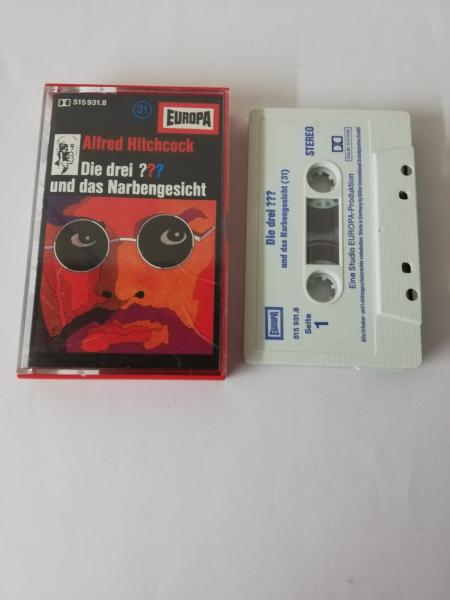 515 931.8
31
EUROPA
Alfred Hitchcock
Die drei ???
und das Narbengesicht
EUROPA
515 931.8
Seite
1
Die drei ???
und das Narbengesicht (31)
STEREO
Eine Studio EUROPA-Produktion